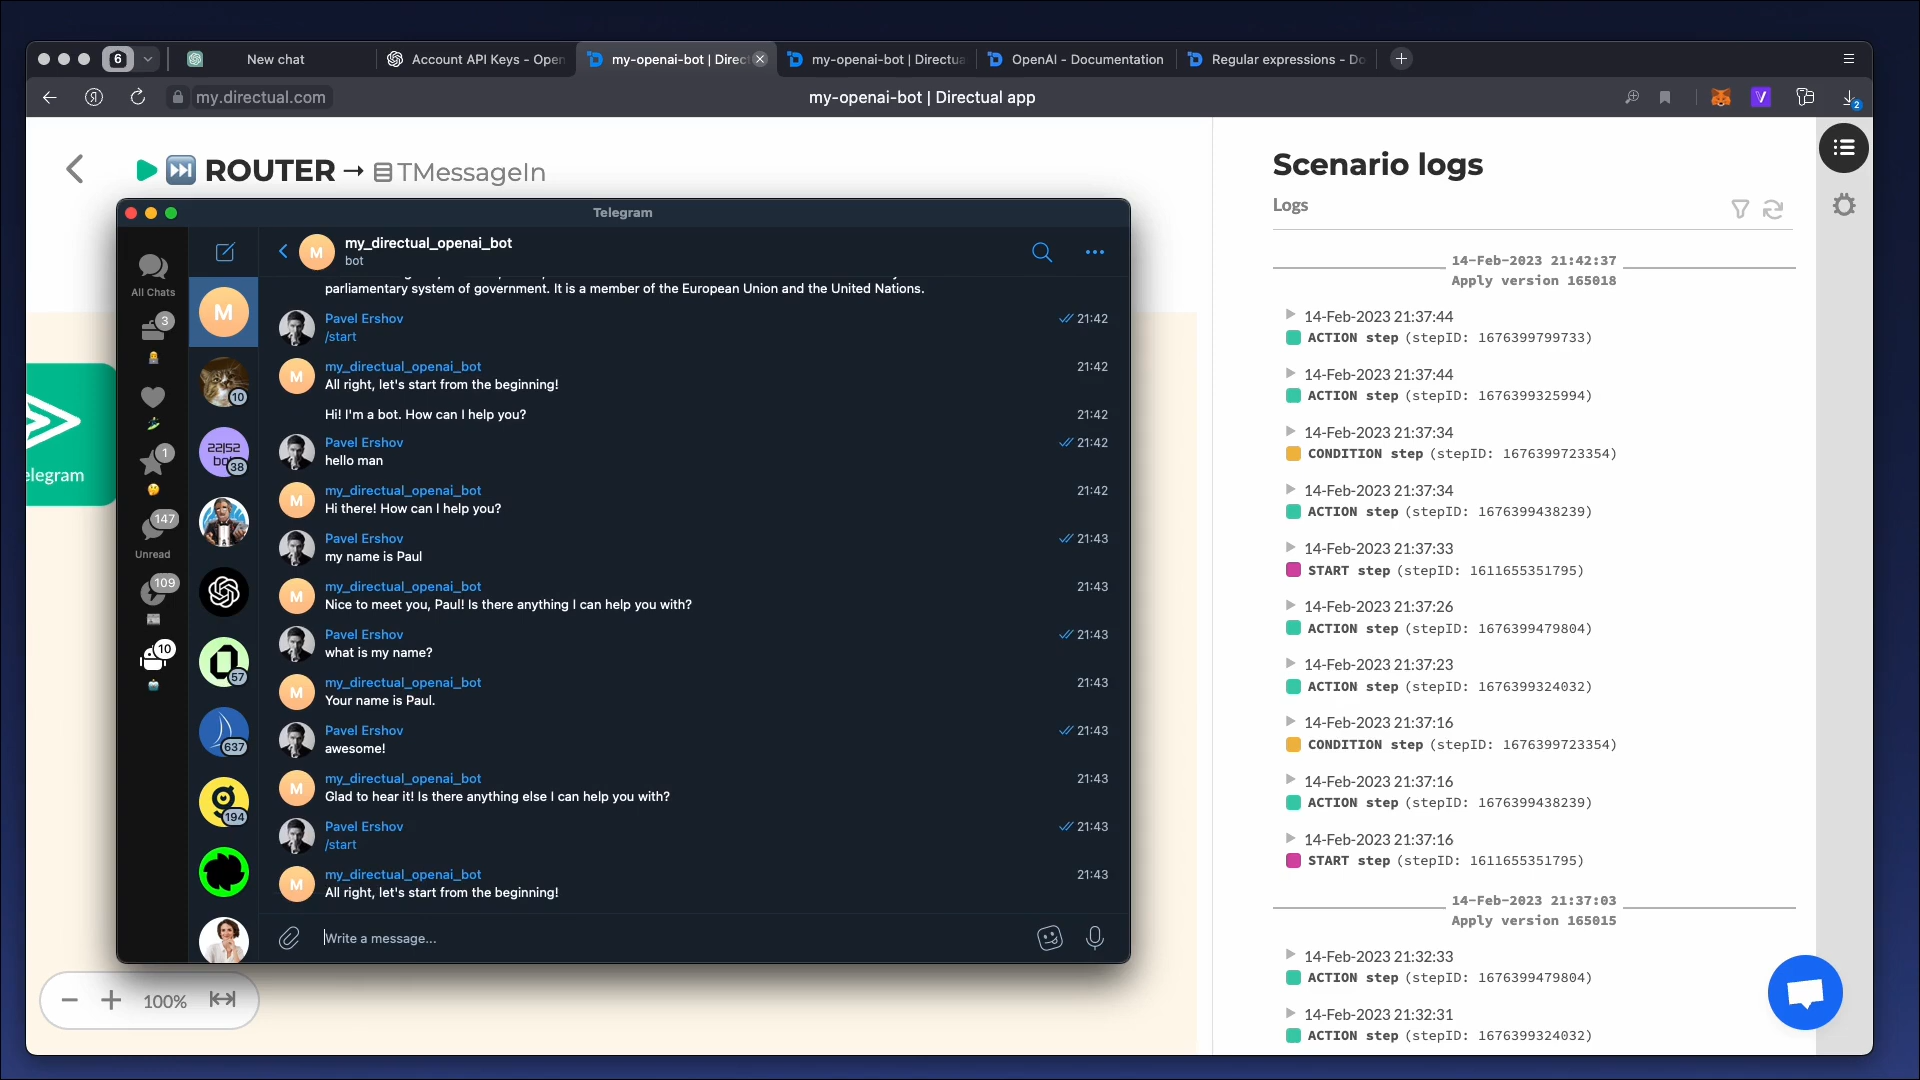 6
New chat
Account API Keys - Open
my-openai-bot | Direct
my-openai-bot | Directua
OpenAI - Documentation
Regular expressions - Do
my.directual.com
my-openai-bot | Directual app
2
ROUTER → TMessageIn
elegram
100%
Telegram
All Chats
3
1
147
Unread
109
10
M
10
22|52
38
57
637
194
M
my_directual_openai_bot
bot
parliamentary system of government. It is a member of the European Union and the United Nations.
Pavel Ershov
21:42
/start
my_directual_openai_bot
21:42
All right, let's start from the beginning!
Hi! I'm a bot. How can I help you?
21:42
Pavel Ershov
21:42
hello man
my_directual_openai_bot
21:42
Hi there! How can I help you?
Pavel Ershov
21:43
my name is Paul
my_directual_openai_bot
21:43
Nice to meet you, Paul! Is there anything I can help you with?
Pavel Ershov
21:43
what is my name?
my_directual_openai_bot
21:43
Your name is Paul.
Pavel Ershov
21:43
awesome!
my_directual_openai_bot
21:43
Glad to hear it! Is there anything else I can help you with?
Pavel Ershov
21:43
/start
my_directual_openai_bot
21:43
All right, let's start from the beginning!
Write a message...
Scenario logs
Logs
14-Feb-2023 21:42:37
Apply version 165018
14-Feb-2023 21:37:44
ACTION step (stepID: 1676399799733)
14-Feb-2023 21:37:44
ACTION step (stepID: 1676399325994)
14-Feb-2023 21:37:34
CONDITION step (stepID: 1676399723354)
14-Feb-2023 21:37:34
ACTION step (stepID: 1676399438239)
14-Feb-2023 21:37:33
START step (stepID: 1611655351795)
14-Feb-2023 21:37:26
ACTION step (stepID: 1676399479804)
14-Feb-2023 21:37:23
ACTION step (stepID: 1676399324032)
14-Feb-2023 21:37:16
CONDITION step (stepID: 1676399723354)
14-Feb-2023 21:37:16
ACTION step (stepID: 1676399438239)
14-Feb-2023 21:37:16
START step (stepID: 1611655351795)
14-Feb-2023 21:37:03
Apply version 165015
14-Feb-2023 21:32:33
ACTION step (stepID: 1676399479804)
14-Feb-2023 21:32:31
ACTION step (stepID: 1676399324032)